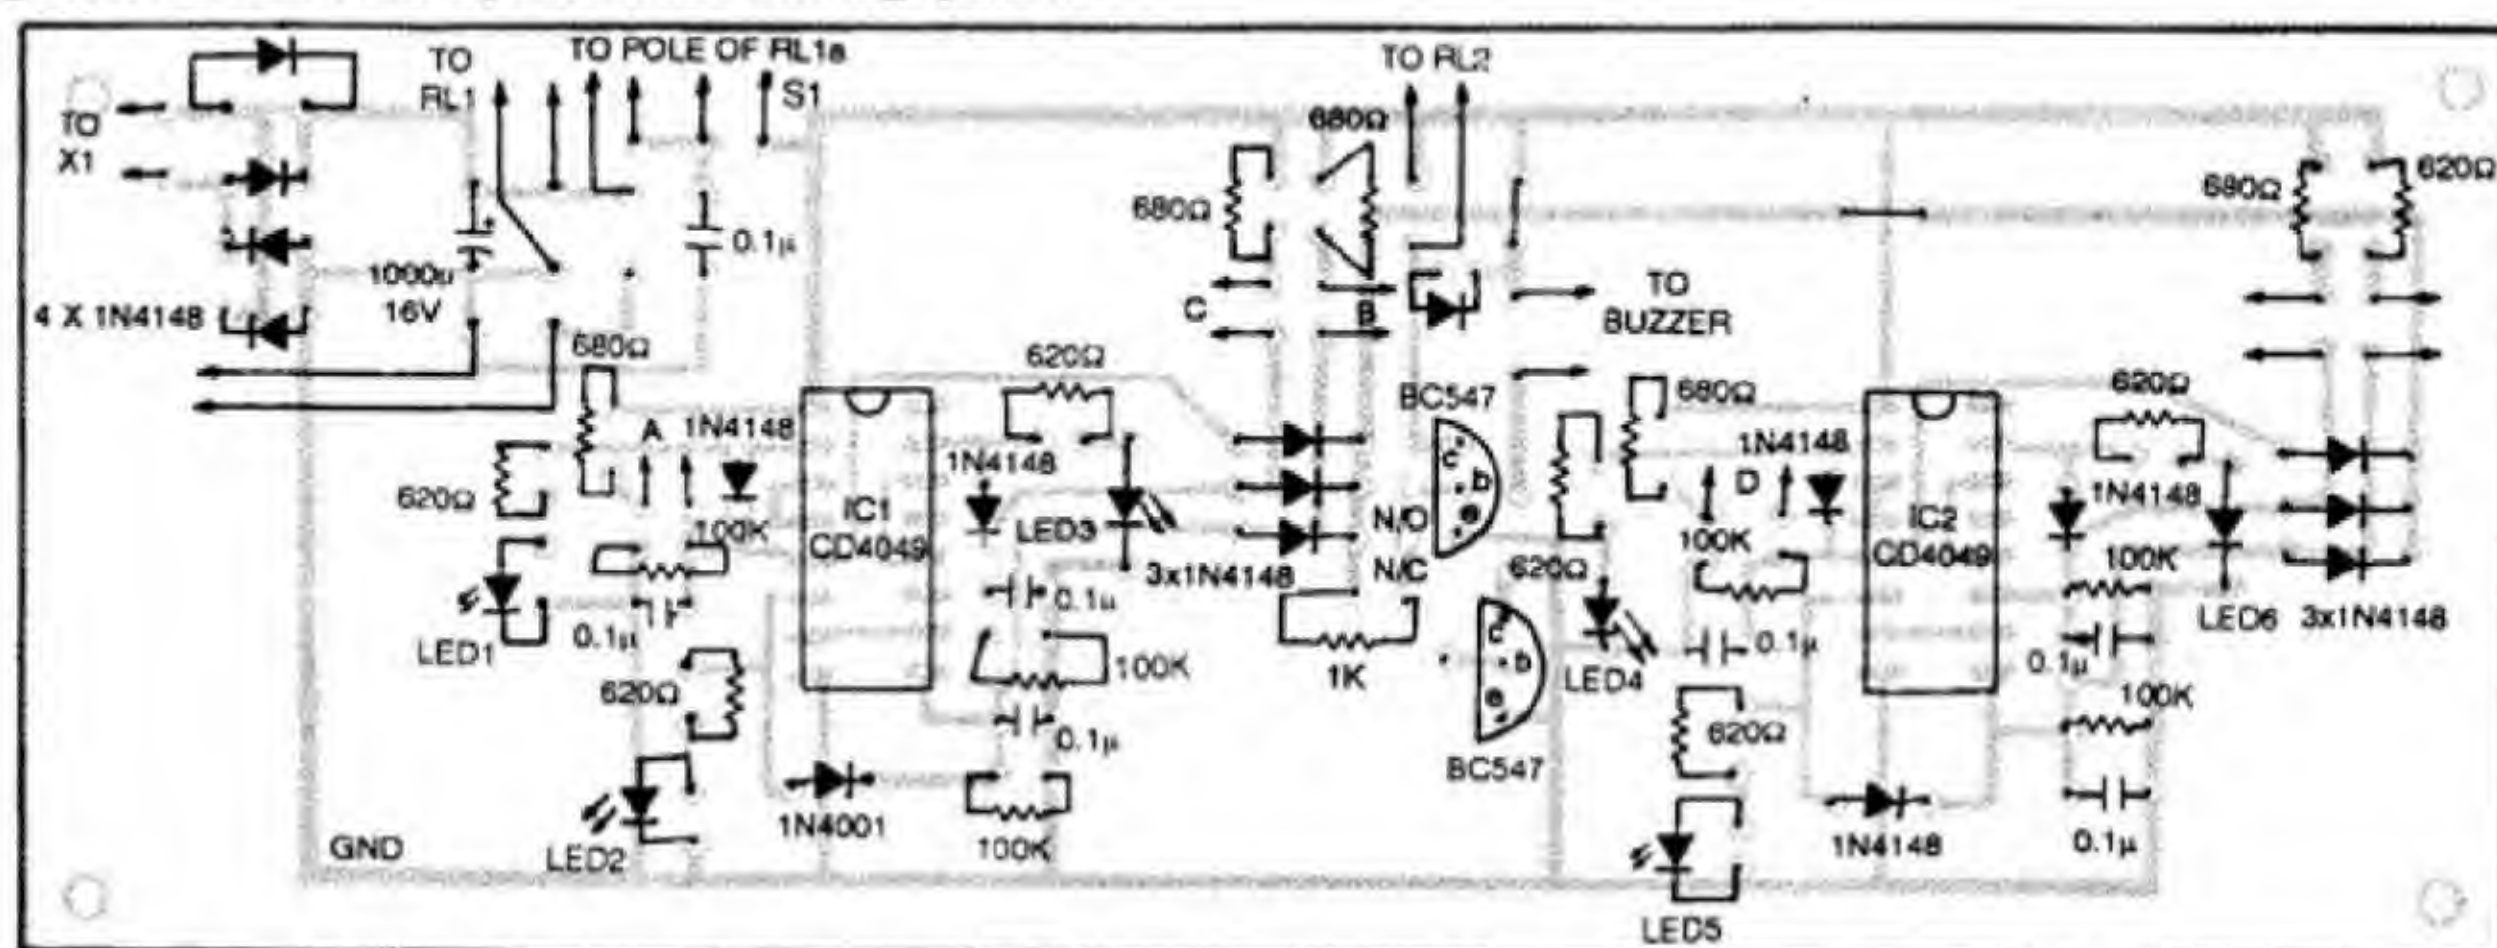 TO POLE OF RL1a
TO
RL1
S1
TO RL2
TO
X1
680Ω
620Ω
680Ω
680Ω
0.1µ
1000u
16V
C
B
TO
BUZZER
4 X 1N4148
680Ω
620Ω
BC547
680Ω
620Ω
A
1N4148
1N4148
c
b
e
1N4148
D
1N4148
620Ω
IC1
CD4049
LED3
N/O
IC2
CD4049
100K
100K
100K
3x1N4148
N/C
620Ω
0.1µ
0.1µ
LED1
c
b
e
LED4
0.1µ
0.1µ
LED6
3x1N4148
620Ω
100K
1K
100K
0.1µ
620Ω
BC547
1N4001
100K
1N4148
0.1µ
GND
LED2
LED5